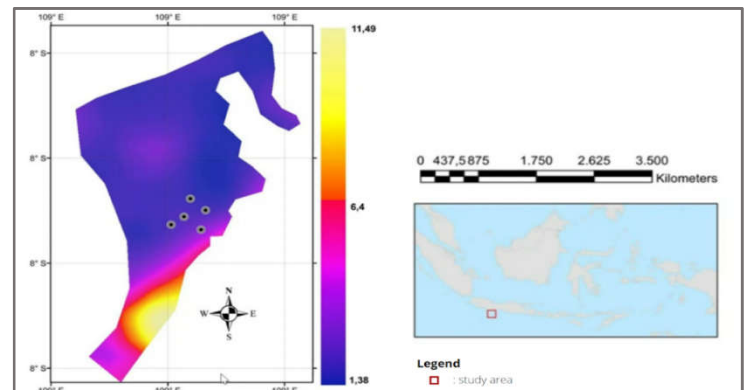 109° E 109° E 109° E
11,49
8° S
8° S
0 437,5 875 1.750 2.625 3.500
Kilometers
6,4
8° S
N
W E
S
8° S
1,38
Legend
: study area